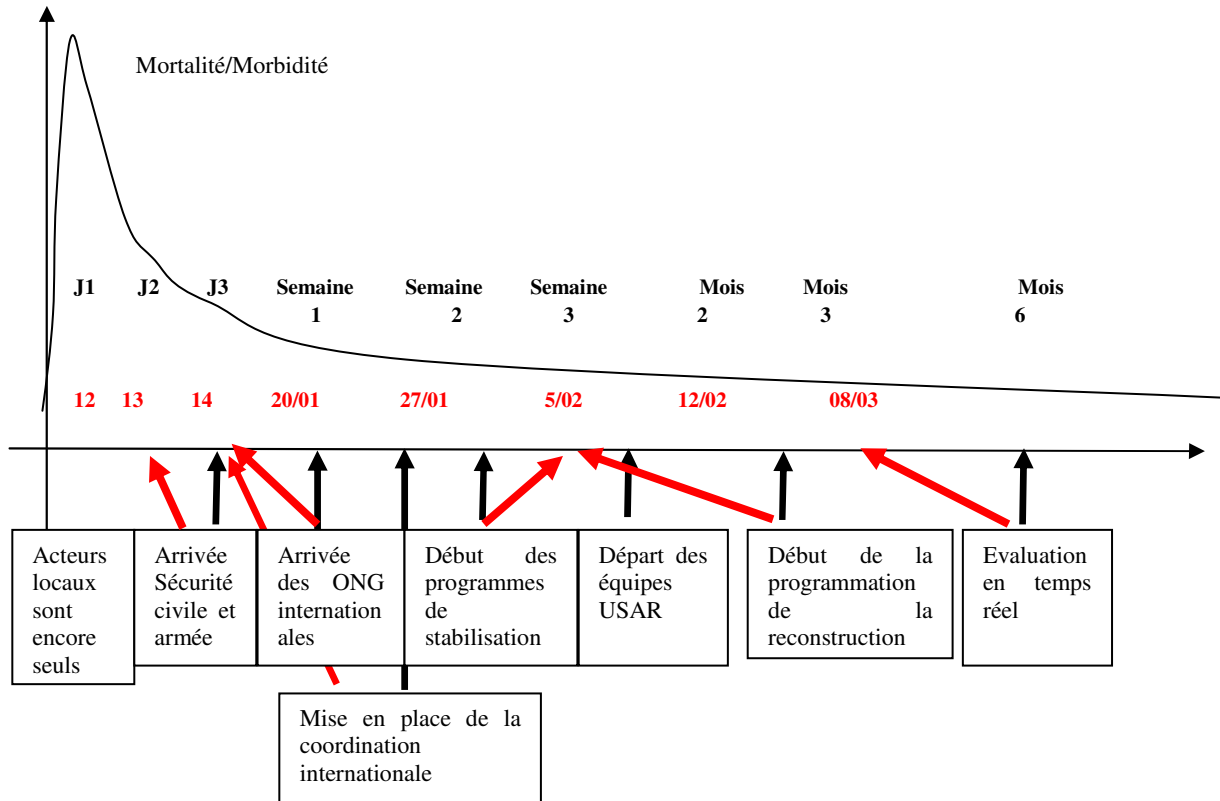 Mortalité/Morbidité
J1 J2 J3 Semaine Semaine Semaine Mois Mois Mois
1 2 3 2 3 6
12 13 14 20/01 27/01 5/02 12/02 08/03
Acteurs
locaux
sont
encore
seuls
Arrivée
Sécurité
civile et
armée
Arrivée
des ONG
internation
ales
Début des
programmes
de
stabilisation
Départ des
équipes
USAR
Début de la
programmation
de la
reconstruction
Evaluation
en temps
réel
Mise en place de la
coordination
internationale